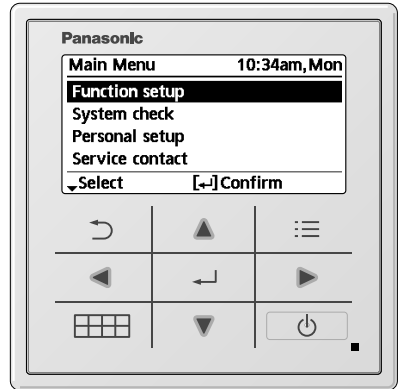 Panasonic
Main Menu 10:34am,Mon
Function setup
System check
Personal setup
Service contact
Select [↵]Confirm